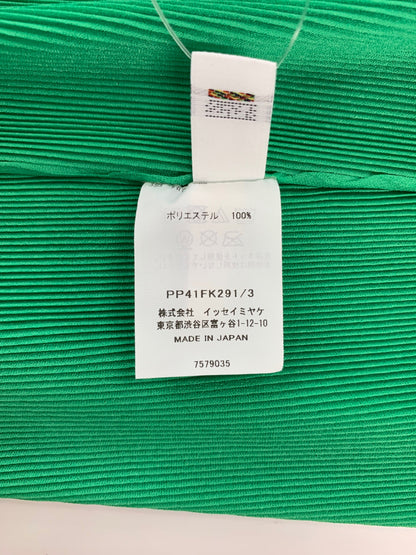 ポリエステル 100%
PP41FK291/3
株式会社 イッセイミヤケ
東京都渋谷区富ヶ谷1-12-10
MADE IN JAPAN
7579035